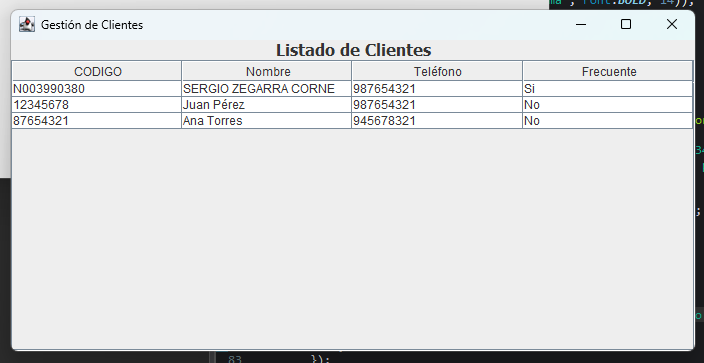 ma", Font.BOLD, 14));
Gestión de Clientes
Listado de Clientes
CODIGO Nombre Teléfono Frecuente
N003990380 SERGIO ZEGARRA CORNE 987654321 Si
12345678 Juan Pérez 987654321 No
87654321 Ana Torres 945678321 No
83 });